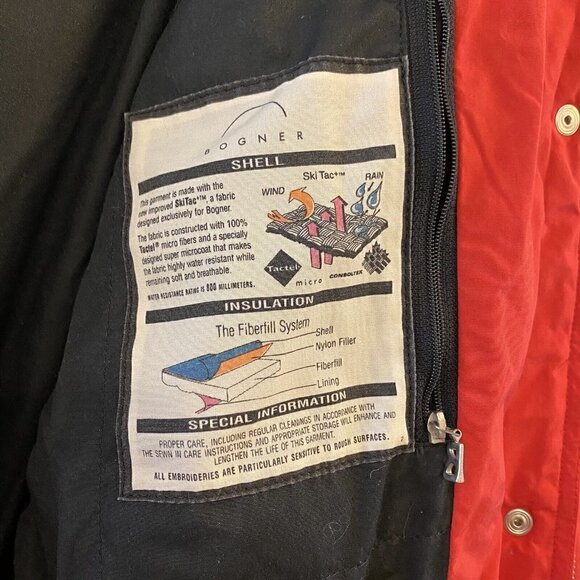 BOGNER
SHELL
This garment is made with the
new improved SkiTac+™, a fabric
designed exclusively for Bogner.
The fabric is constructed with 100%
Tactel® micro fibers and a specially
designed super microcoat that makes
the fabric highly water resistant while
remaining soft and breathable.
WATER RESISTANCE RATING IS 800 MILLIMETERS.
Ski Tac+™
WIND
RAIN
Tactel®
micro
CONSOLTEX
INSULATION
The Fiberfill System
Shell
Nylon Filler
Fiberfill
Lining
SPECIAL INFORMATION
PROPER CARE, INCLUDING REGULAR CLEANINGS IN ACCORDANCE WITH
THE SEWN IN CARE INSTRUCTIONS AND APPROPRIATE STORAGE WILL ENHANCE AND
LENGTHEN THE LIFE OF THIS GARMENT.
ALL EMBROIDERIES ARE PARTICULARLY SENSITIVE TO ROUGH SURFACES.